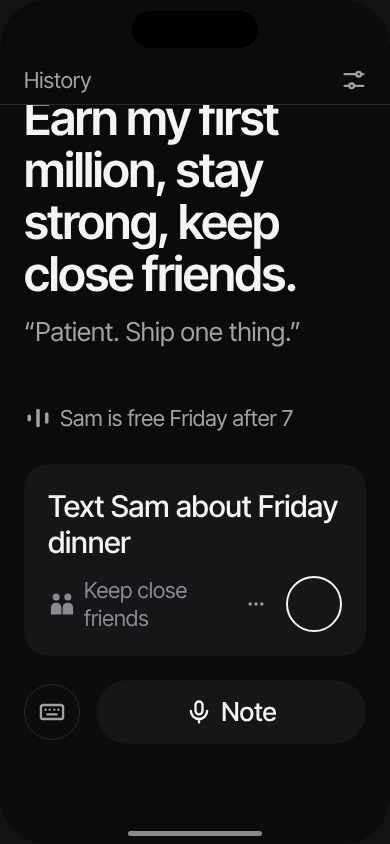 History
Earn my first
million, stay
strong, keep
close friends.
“Patient. Ship one thing.”
Sam is free Friday after 7
Text Sam about Friday
dinner
Keep close
friends
Note